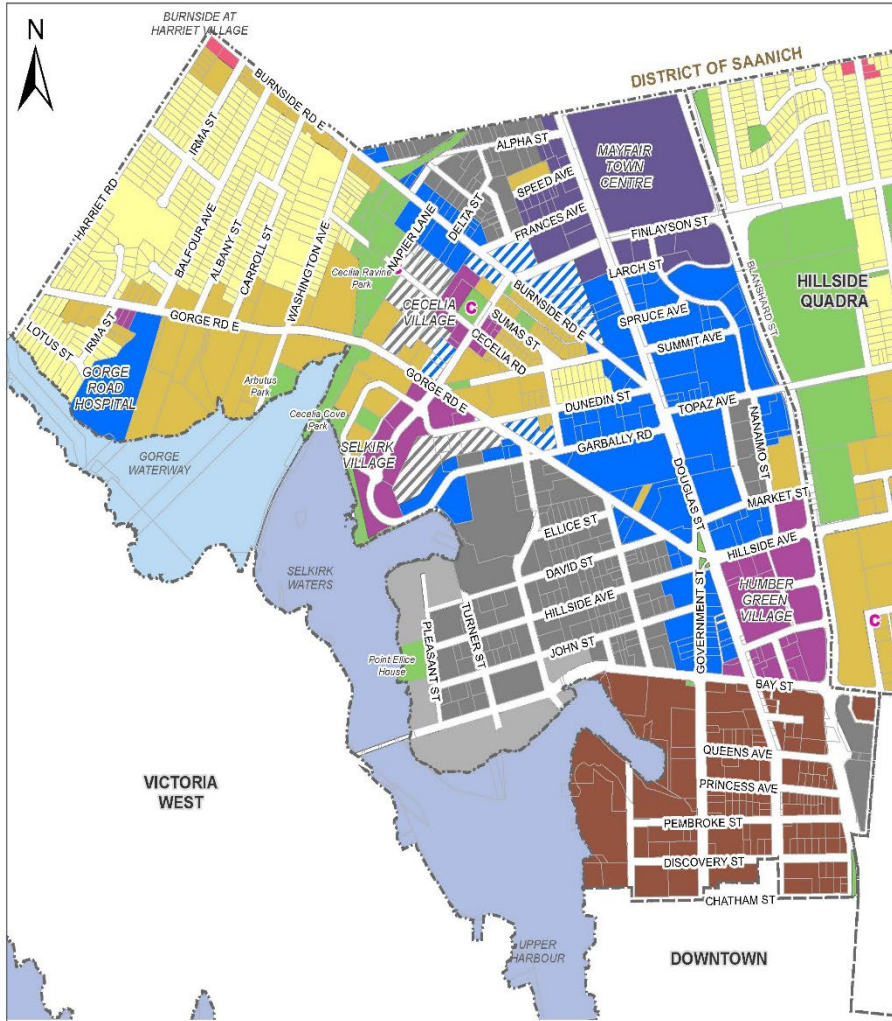 BURNSIDE AT
HARRIET VILLAGE
N
DISTRICT OF SAANICH
BURNSIDE RD E
IRMA ST
ALPHA ST
MAYFAIR
TOWN
CENTRE
SPEED AVE
HARRIET RD
DELTA ST
FRANCES AVE
BALFOUR AVE
ALBANY ST
CARROLL ST
WASHINGTON AVE
NAPIER LANE
FINLAYSON ST
LARCH ST
BLANSHARD ST
Cecelia Ravine
Park
HILLSIDE
QUADRA
CECELIA
VILLAGE
C
BURNSIDE RD E
SUMAS ST
CECELIA RD
SPRUCE AVE
SUMMIT AVE
GORGE RD E
LOTUS ST
IRMA ST
GORGE
ROAD
HOSPITAL
Arbutus
Park
GORGE RD E
DUNEDIN ST
TOPAZ AVE
NANAIMO ST
Cecelia Cove
Park
GARBALLY RD
SELKIRK
VILLAGE
GORGE
WATERWAY
DOUGLAS ST
MARKET ST
ELLICE ST
HILLSIDE AVE
DAVID ST
SELKIRK
WATERS
HUMBER
GREEN
VILLAGE
HILLSIDE AVE
TURNER ST
C
GOVERNMENT ST
JOHN ST
PLEASANT ST
Point Ellice
House
BAY ST
QUEENS AVE
VICTORIA
WEST
PRINCESS AVE
PEMBROKE ST
DISCOVERY ST
CHATHAM ST
UPPER
HARBOUR
DOWNTOWN